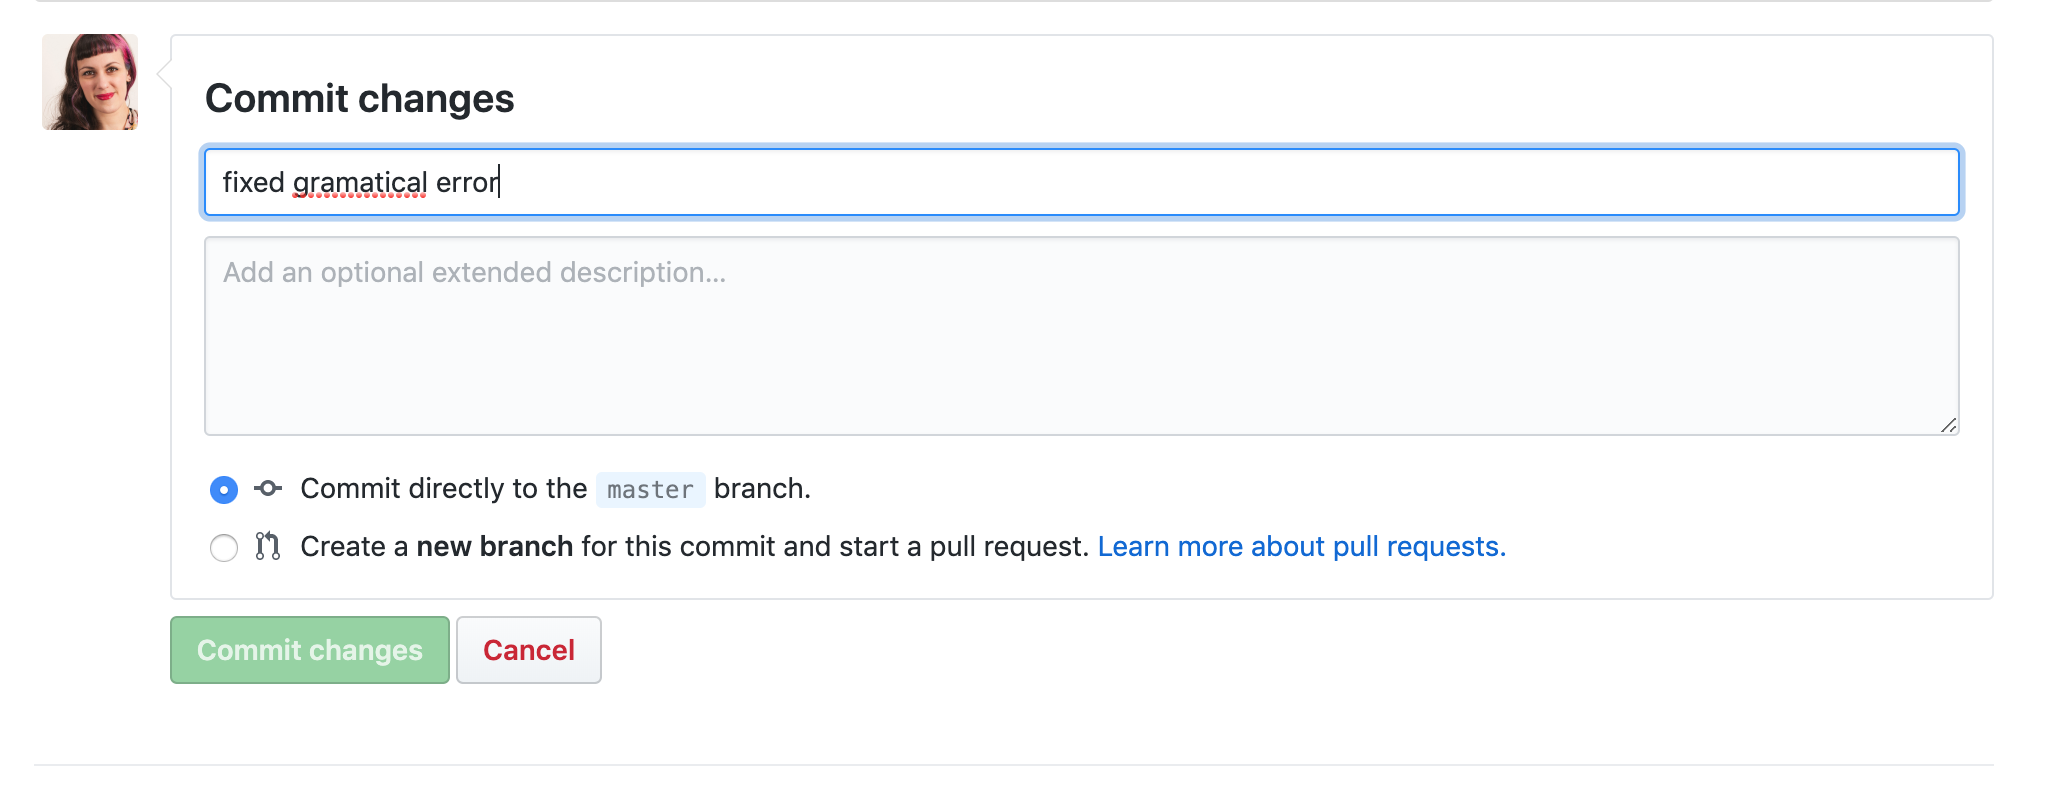 Commit changes
fixed gramatical error
Add an optional extended description...
Commit directly to the master branch.
Create a new branch for this commit and start a pull request. Learn more about pull requests.
Commit changes Cancel